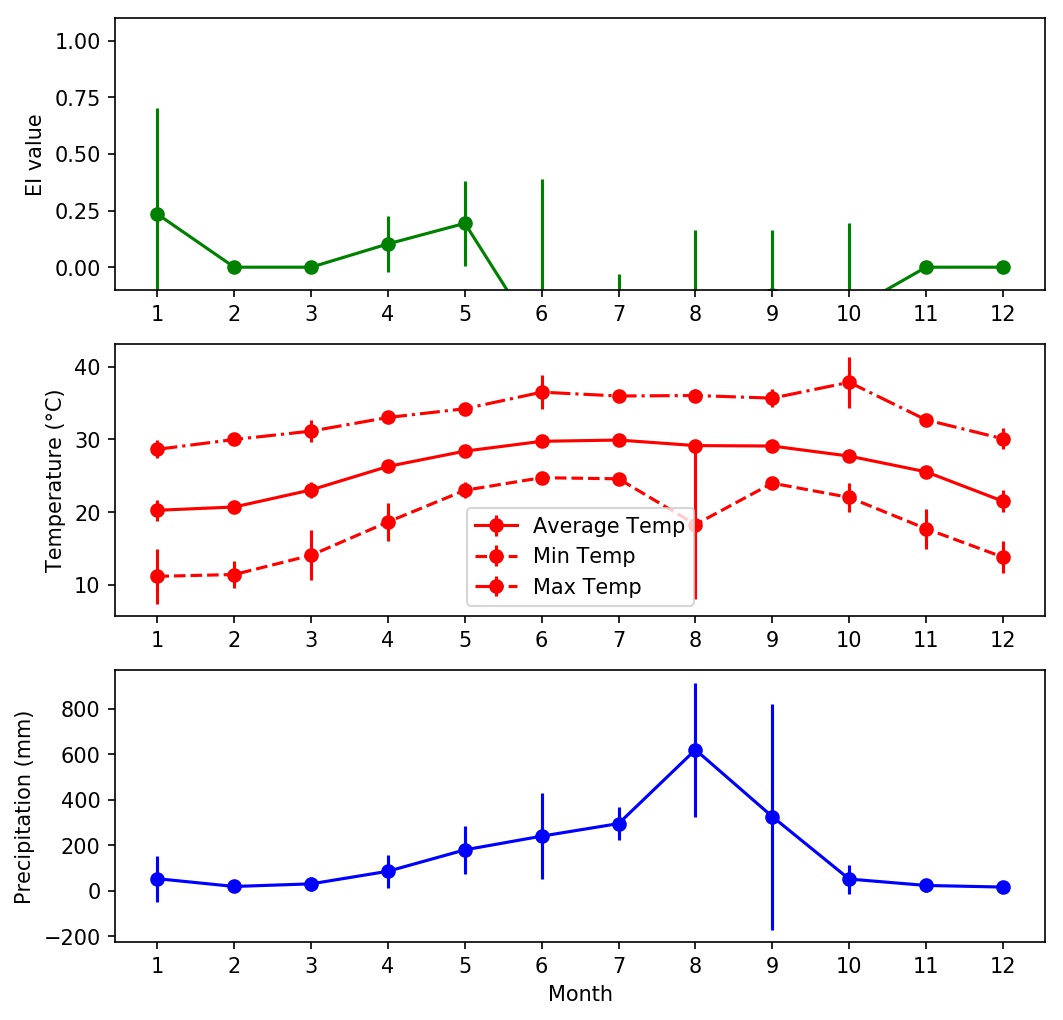 EI value
1.00
0.75
0.50
0.25
0.00
1 2 3 4 5 6 7 8 9 10 11 12
Temperature (°C)
40
30
20
10
Average Temp
Min Temp
Max Temp
1 2 3 4 5 6 7 8 9 10 11 12
Precipitation (mm)
800
600
400
200
0
−200
1 2 3 4 5 6 7 8 9 10 11 12
Month